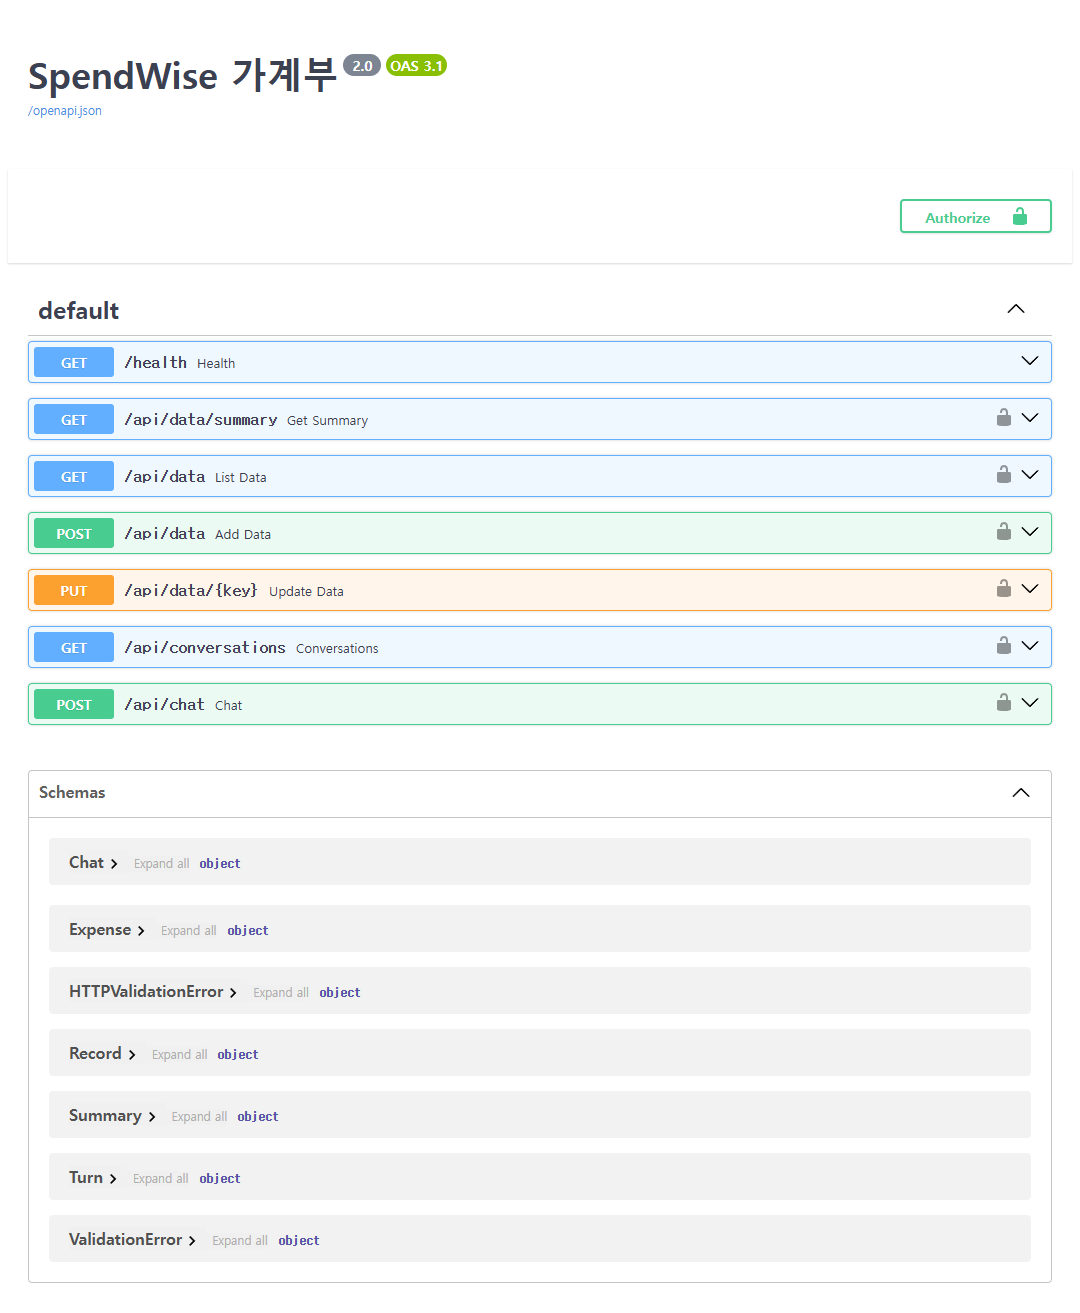 SpendWise 가계부 2.0 OAS 3.1
/openapi.json
Authorize
default
GET /health Health
GET /api/data/summary Get Summary
GET /api/data List Data
POST /api/data Add Data
PUT /api/data/{key} Update Data
GET /api/conversations Conversations
POST /api/chat Chat
Schemas
Chat Expand all object
Expense Expand all object
HTTPValidationError Expand all object
Record Expand all object
Summary Expand all object
Turn Expand all object
ValidationError Expand all object